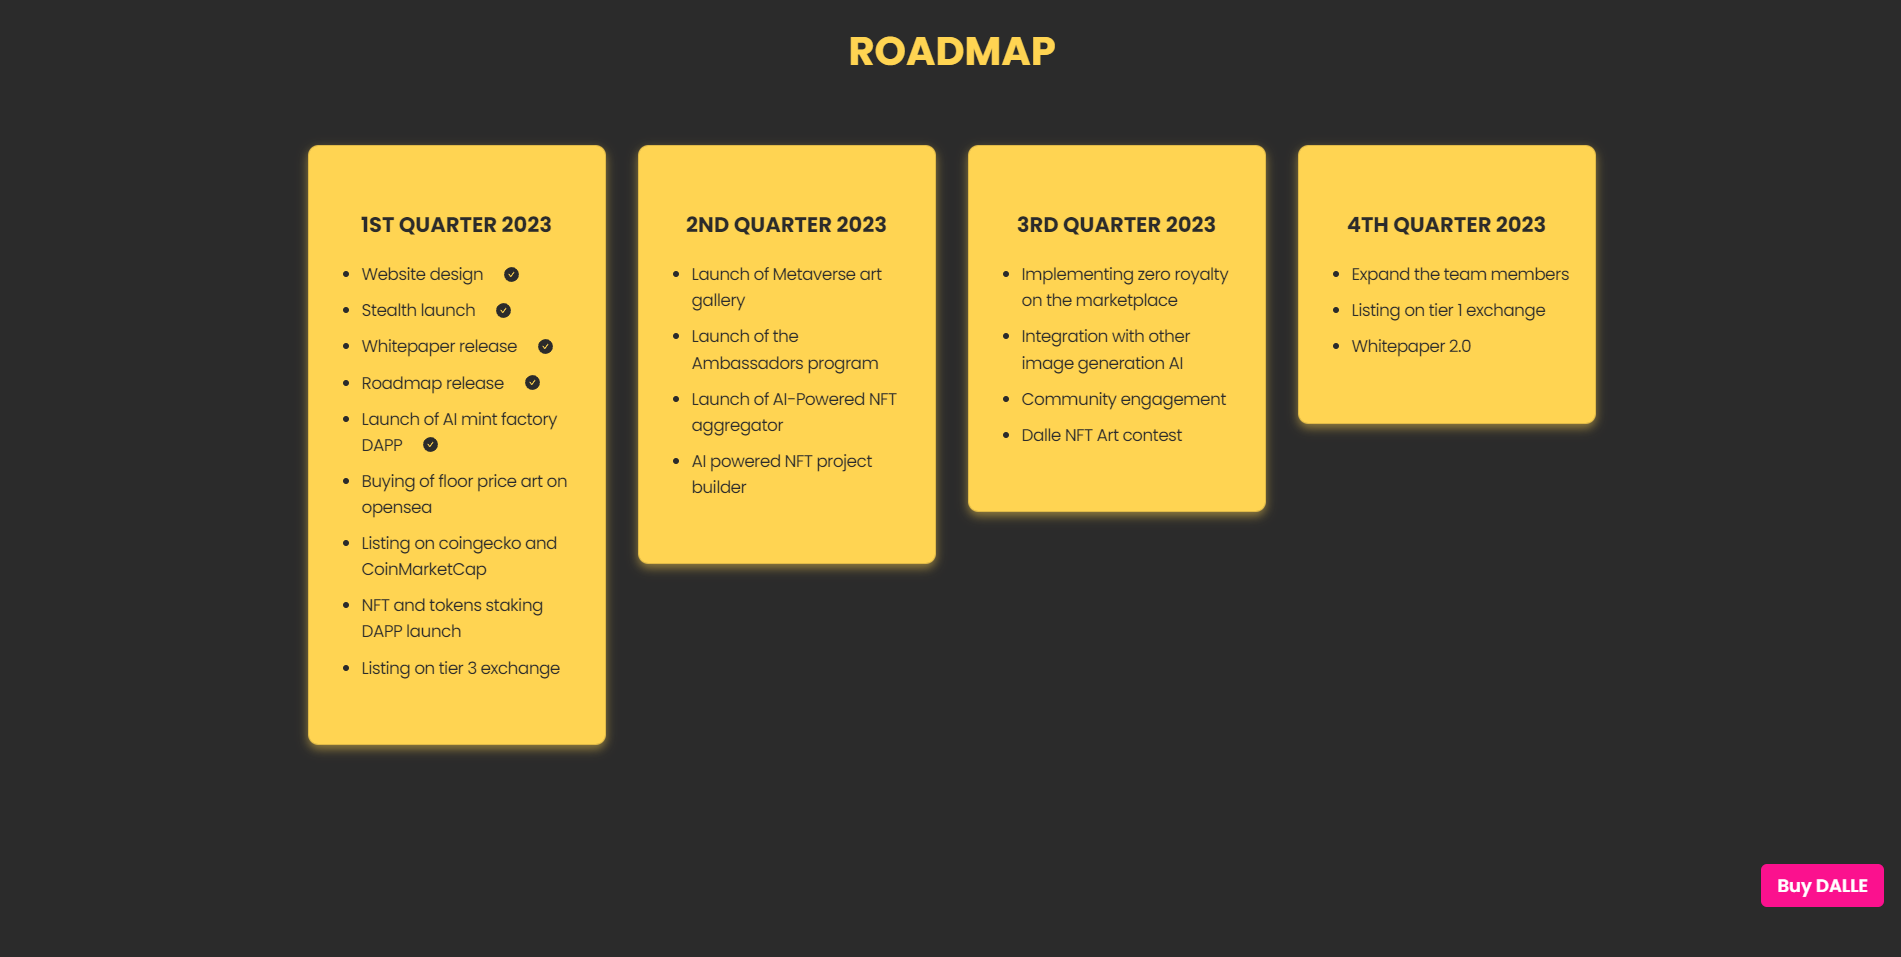 ROADMAP
1ST QUARTER 2023
Website design
Stealth launch
Whitepaper release
Roadmap release
Launch of AI mint factory
DAPP
Buying of floor price art on
opensea
Listing on coingecko and
CoinMarketCap
NFT and tokens staking
DAPP launch
Listing on tier 3 exchange
2ND QUARTER 2023
Launch of Metaverse art
gallery
Launch of the
Ambassadors program
Launch of AI-Powered NFT
aggregator
AI powered NFT project
builder
3RD QUARTER 2023
Implementing zero royalty
on the marketplace
Integration with other
image generation AI
Community engagement
Dalle NFT Art contest
4TH QUARTER 2023
Expand the team members
Listing on tier 1 exchange
Whitepaper 2.0
Buy DALLE